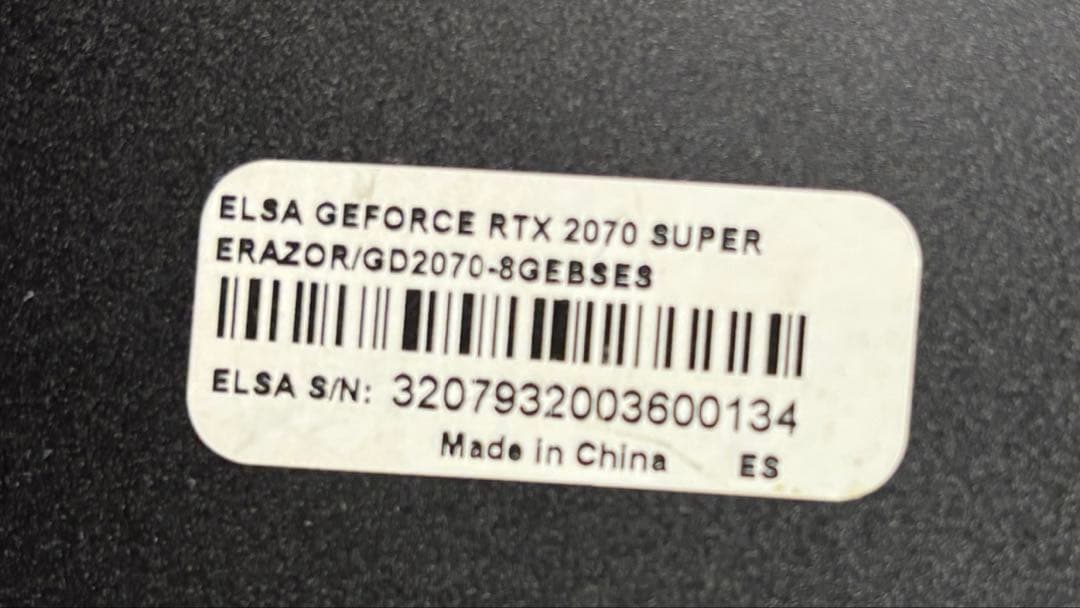 ELSA GEFORCE RTX 2070 SUPER
ERAZOR/GD2070-8GEBSES
ELSA S/N: 3207932003600134
Made in China ES